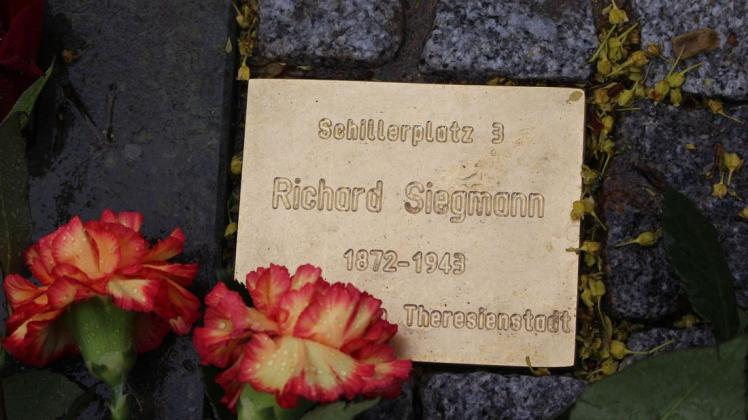 Schillerplatz 3
Richard Siegmann
1872-1943
Theresienstadt